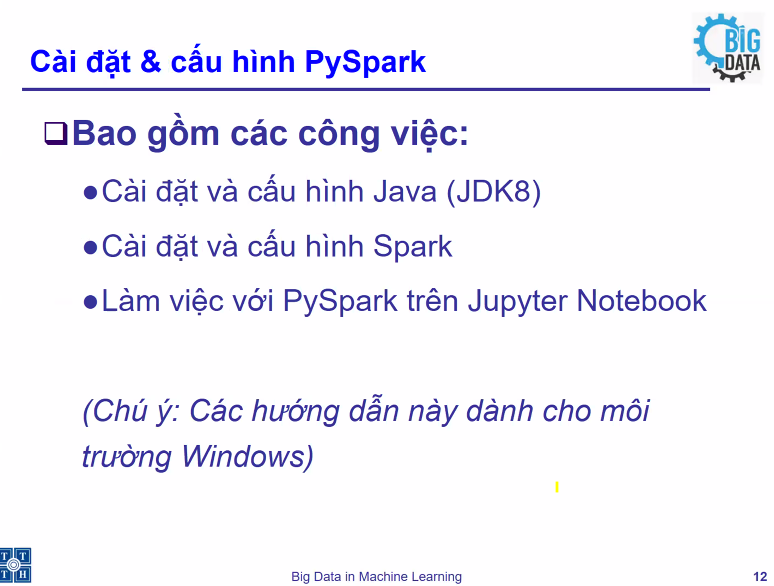 BIG
DATA
Cài đặt & cấu hình PySpark
❑Bao gồm các công việc:
●Cài đặt và cấu hình Java (JDK8)
●Cài đặt và cấu hình Spark
●Làm việc với PySpark trên Jupyter Notebook
(Chú ý: Các hướng dẫn này dành cho môi
trường Windows)
T T
T H
Big Data in Machine Learning
12